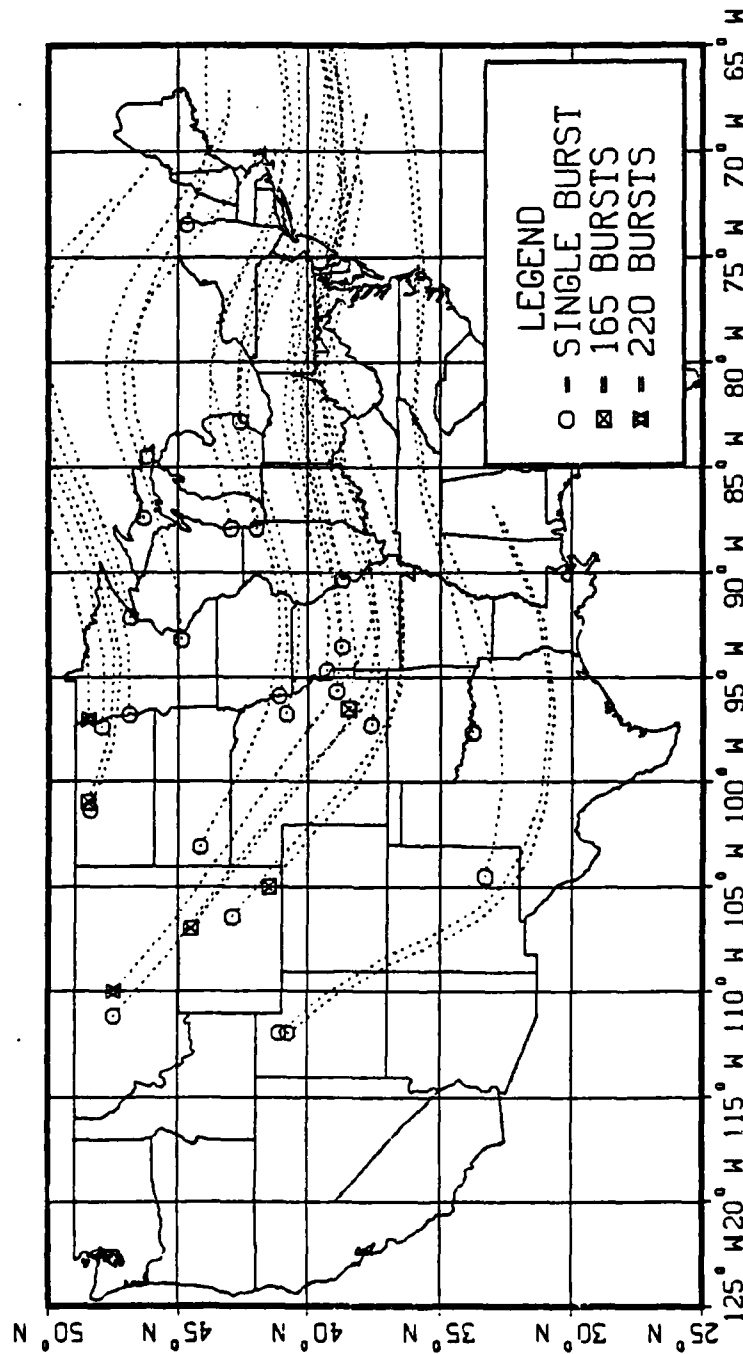 LEGEND
○ - SINGLE BURST
⊠ - 165 BURSTS
- 220 BURSTS
50° N
45° N
40° N
35° N
30° N
25° N
125° W
120° W
115° W
110° W
105° W
100° W
95° W
90° W
85° W
80° W
75° W
70° W
65° W